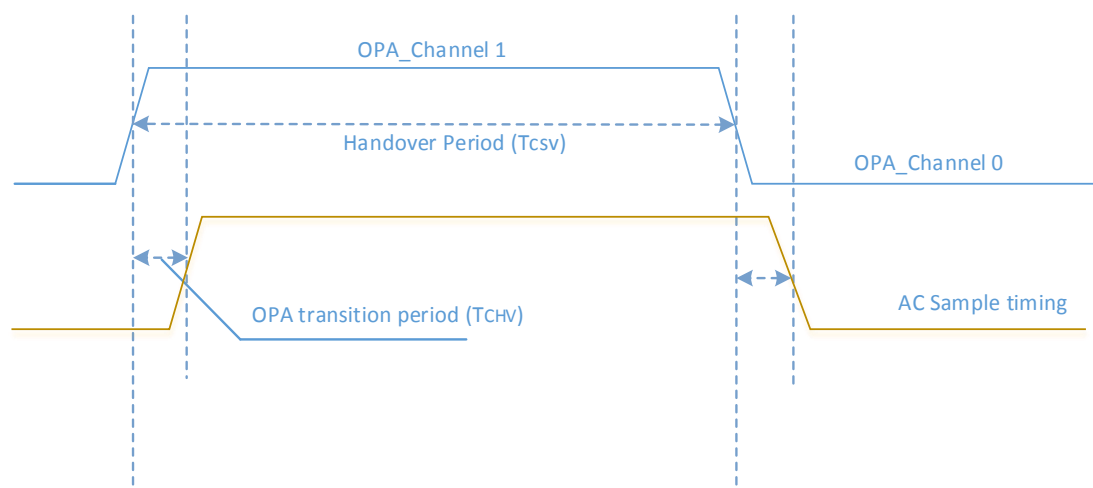 OPA_Channel 1
Handover Period (Tcsv)
OPA_Channel 0
OPA transition period (TCHV)
AC Sample timing